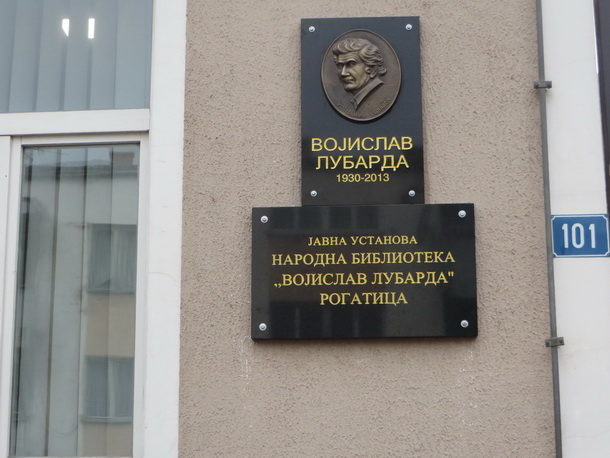 ВОЈИСЛАВ
ЛУБАРДА
1930-2013
ЈАВНА УСТАНОВА
НАРОДНА БИБЛИОТЕКА
„ВОЈИСЛАВ ЛУБАРДА"
РОГАТИЦА
101